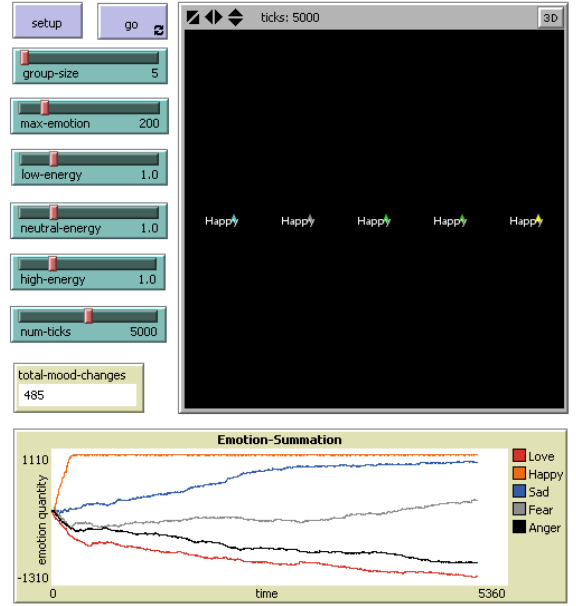 setup
go
ticks: 5000
3D
group-size 5
max-emotion 200
low-energy 1.0
neutral-energy 1.0
high-energy 1.0
num-ticks 5000
total-mood-changes
485
Happy Happy Happy Happy Happy
Emotion-Summation
1110
emotion quantity
-1310
0
time
5360
Love
Happy
Sad
Fear
Anger